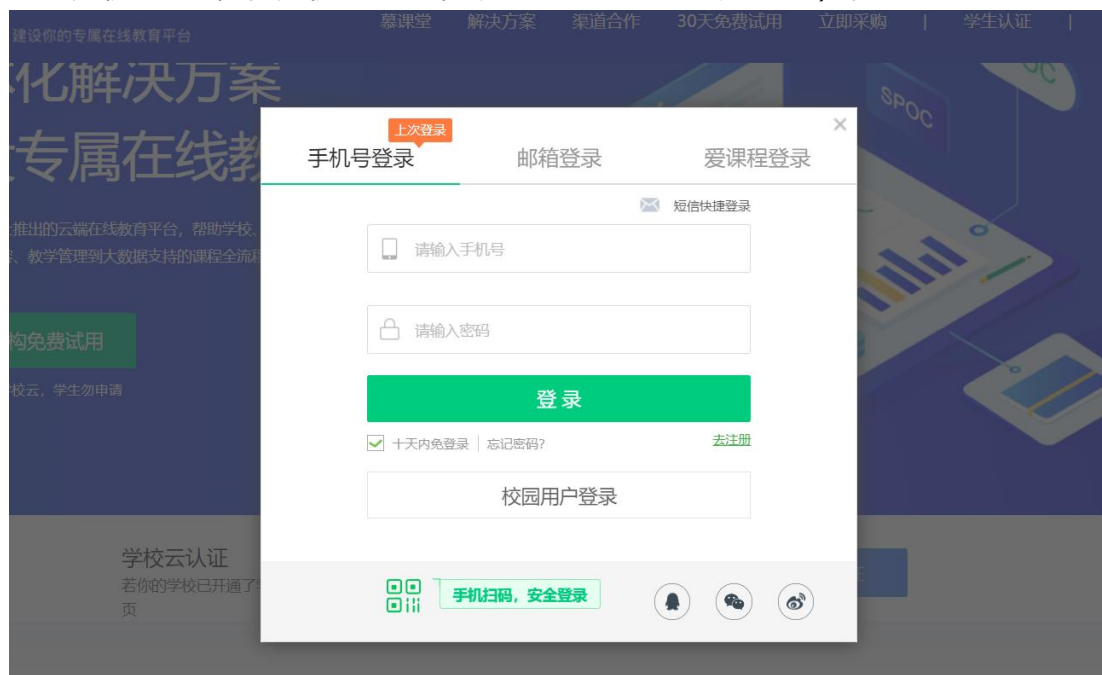 慕课堂 解决方案 渠道合作 30天免费试用 立即采购 | 学生认证 |
建设你的专属在线教育平台
化解决方案
专属在线教
推出的云端在线教育平台，帮助学校、
、教学管理到大数据支持的课程全流程
构免费试用
校云，学生勿申请
SPOC
OC
上次登录
×
手机号登录 邮箱登录 爱课程登录
短信快捷登录
请输入手机号
请输入密码
登录
十天内免登录 | 忘记密码?
去注册
校园用户登录
手机扫码，安全登录
学校云认证
若你的学校已开通了
页